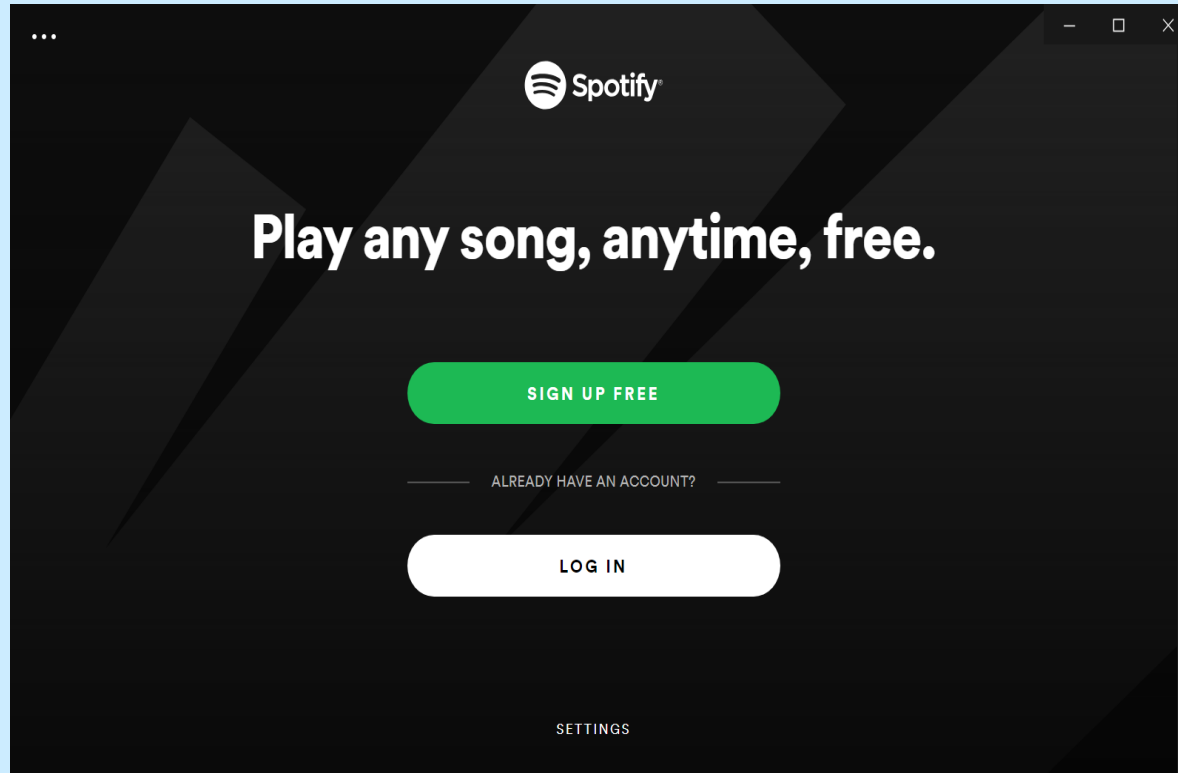 Spotify®
Play any song, anytime, free.
SIGN UP FREE
ALREADY HAVE AN ACCOUNT?
LOG IN
SETTINGS